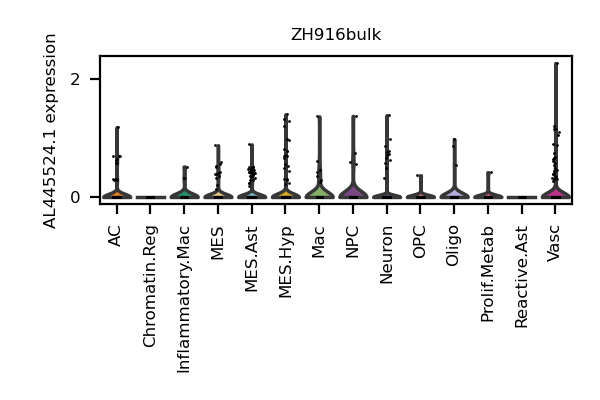 ZH916bulk
AL445524.1 expression
2
0
AC
Chromatin.Reg
Inflammatory.Mac
MES
MES.Ast
MES.Hyp
Mac
NPC
Neuron
OPC
Oligo
Prolif.Metab
Reactive.Ast
Vasc